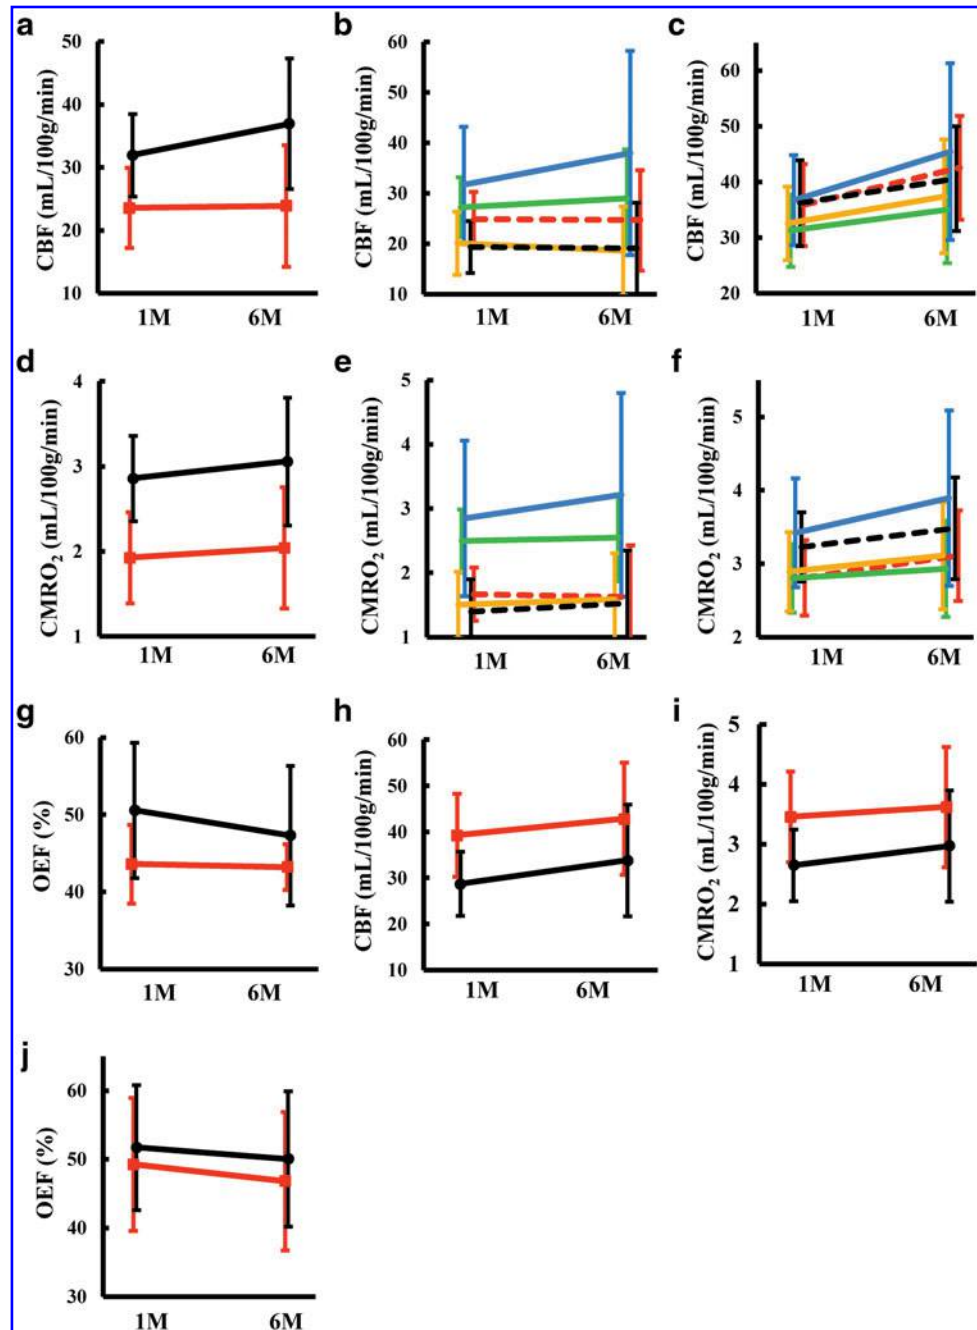 a
CBF (mL/100g/min)
50
40
30
20
10
1M 6M
b
CBF (mL/100g/min)
60
50
40
30
20
10
1M 6M
c
CBF (mL/100g/min)
60
50
40
30
20
1M 6M
d
CMRO₂ (mL/100g/min)
4
3
2
1
1M 6M
e
CMRO₂ (mL/100g/min)
5
4
3
2
1
1M 6M
f
CMRO₂ (mL/100g/min)
5
4
3
2
1M 6M
g
OEF (%)
60
50
40
30
1M 6M
h
CBF (mL/100g/min)
60
50
40
30
20
10
1M 6M
i
CMRO₂ (mL/100g/min)
5
4
3
2
1
1M 6M
j
OEF (%)
60
50
40
30
1M 6M